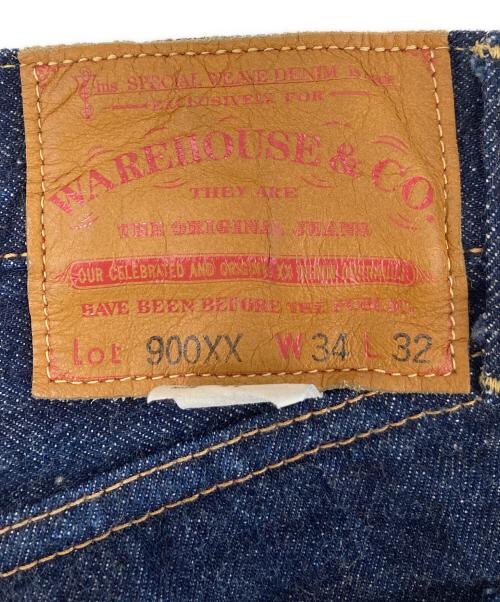 This SPECIAL WEAVE DENIM is made
EXCLUSIVELY FOR
WAREHOUSE & CO.
THEY ARE
THE ORIGINAL JEANS
OUR CELEBRATED AND ORIGINAL XX DENIM
HAVE BEEN BEFORE THE PUBLIC.
Lot 900XX W 34 L 32